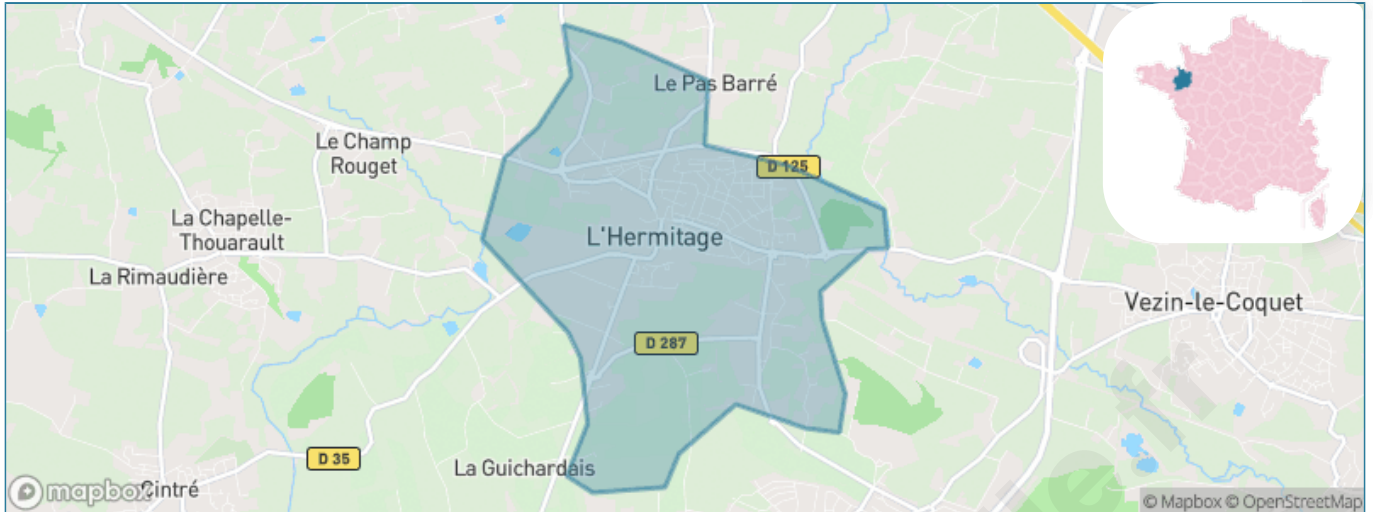 Le Pas Barré
Le Champ
Rouget
D 125
La Chapelle-
Thouarault
L'Hermitage
La Rimaudière
Vezin-le-Coquet
D 287
D 35
La Guichardais
mapbox
Cintré
© Mapbox © OpenStreetMap